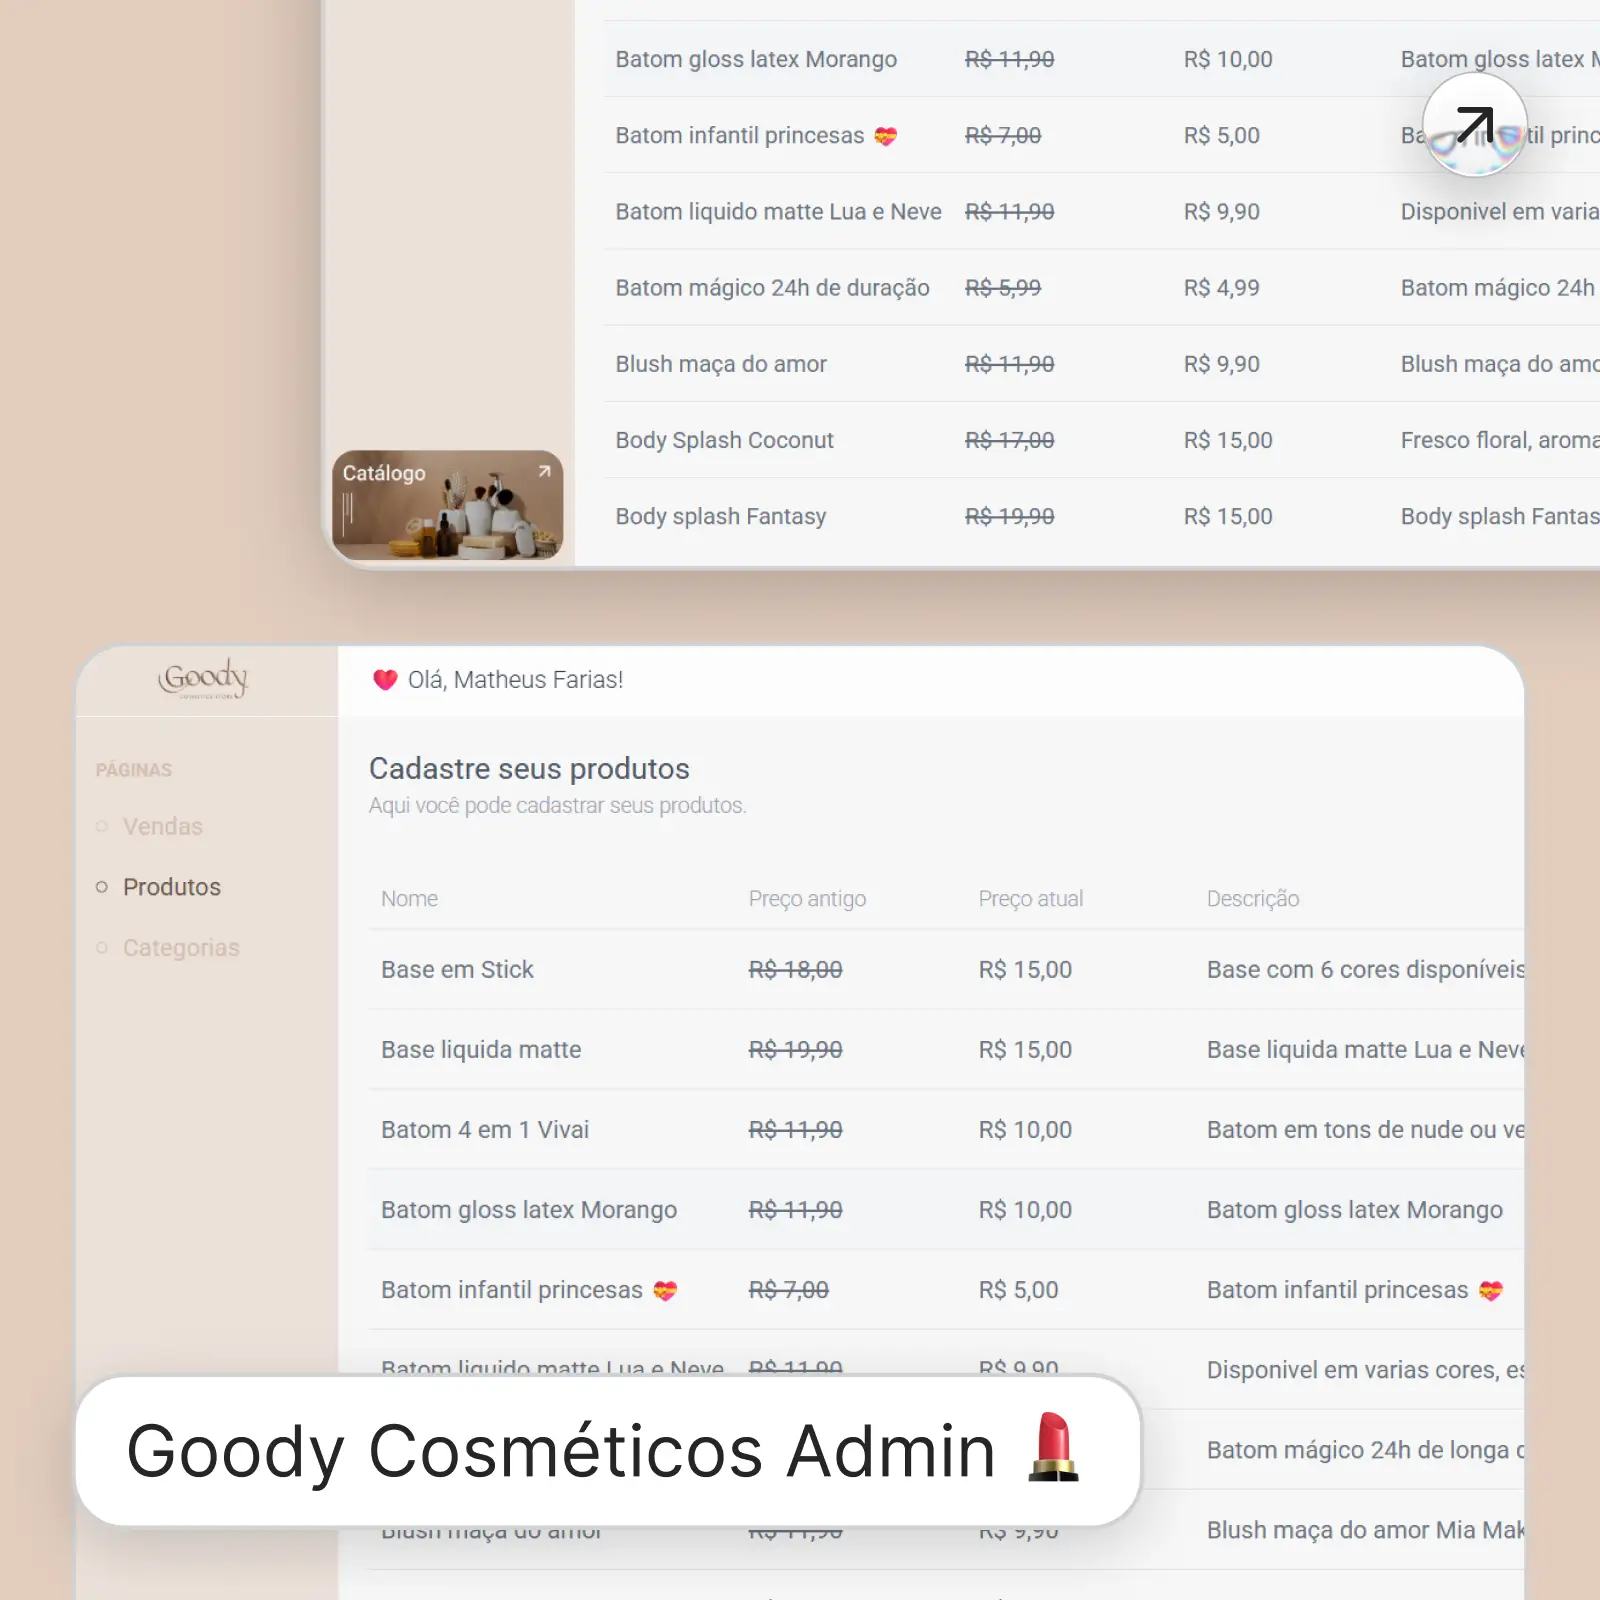 Batom gloss latex Morango R$ 11,90 R$ 10,00 Batom gloss latex
Batom infantil princesas 💝 R$ 7,00 R$ 5,00
Batom liquido matte Lua e Neve R$ 11,90 R$ 9,90 Disponivel em varia
Batom mágico 24h de duração R$ 5,99 R$ 4,99 Batom mágico 24h
Blush maça do amor R$ 11,90 R$ 9,90 Blush maça do amo
Body Splash Coconut R$ 17,00 R$ 15,00 Fresco floral, aroma
Body splash Fantasy R$ 19,90 R$ 15,00 Body splash Fantas
Catálogo
Goody
❤️ Olá, Matheus Farias!
PÁGINAS
Vendas
Produtos
Categorias
Cadastre seus produtos
Aqui você pode cadastrar seus produtos.
Nome Preço antigo Preço atual Descrição
Base em Stick R$ 18,00 R$ 15,00 Base com 6 cores disponíveis
Base liquida matte R$ 19,90 R$ 15,00 Base liquida matte Lua e Neve
Batom 4 em 1 Vivai R$ 11,90 R$ 10,00 Batom em tons de nude ou ve
Batom gloss latex Morango R$ 11,90 R$ 10,00 Batom gloss latex Morango
Batom infantil princesas 💝 R$ 7,00 R$ 5,00 Batom infantil princesas 💝
Batom liquido matte Lua e Neve R$ 11,90 R$ 9,90 Disponivel em varias cores, es
Batom mágico 24h de longa d
Goody Cosméticos Admin 💄
Blush maça do amor R$ 11,90 R$ 9,90 Blush maça do amor Mia Mak